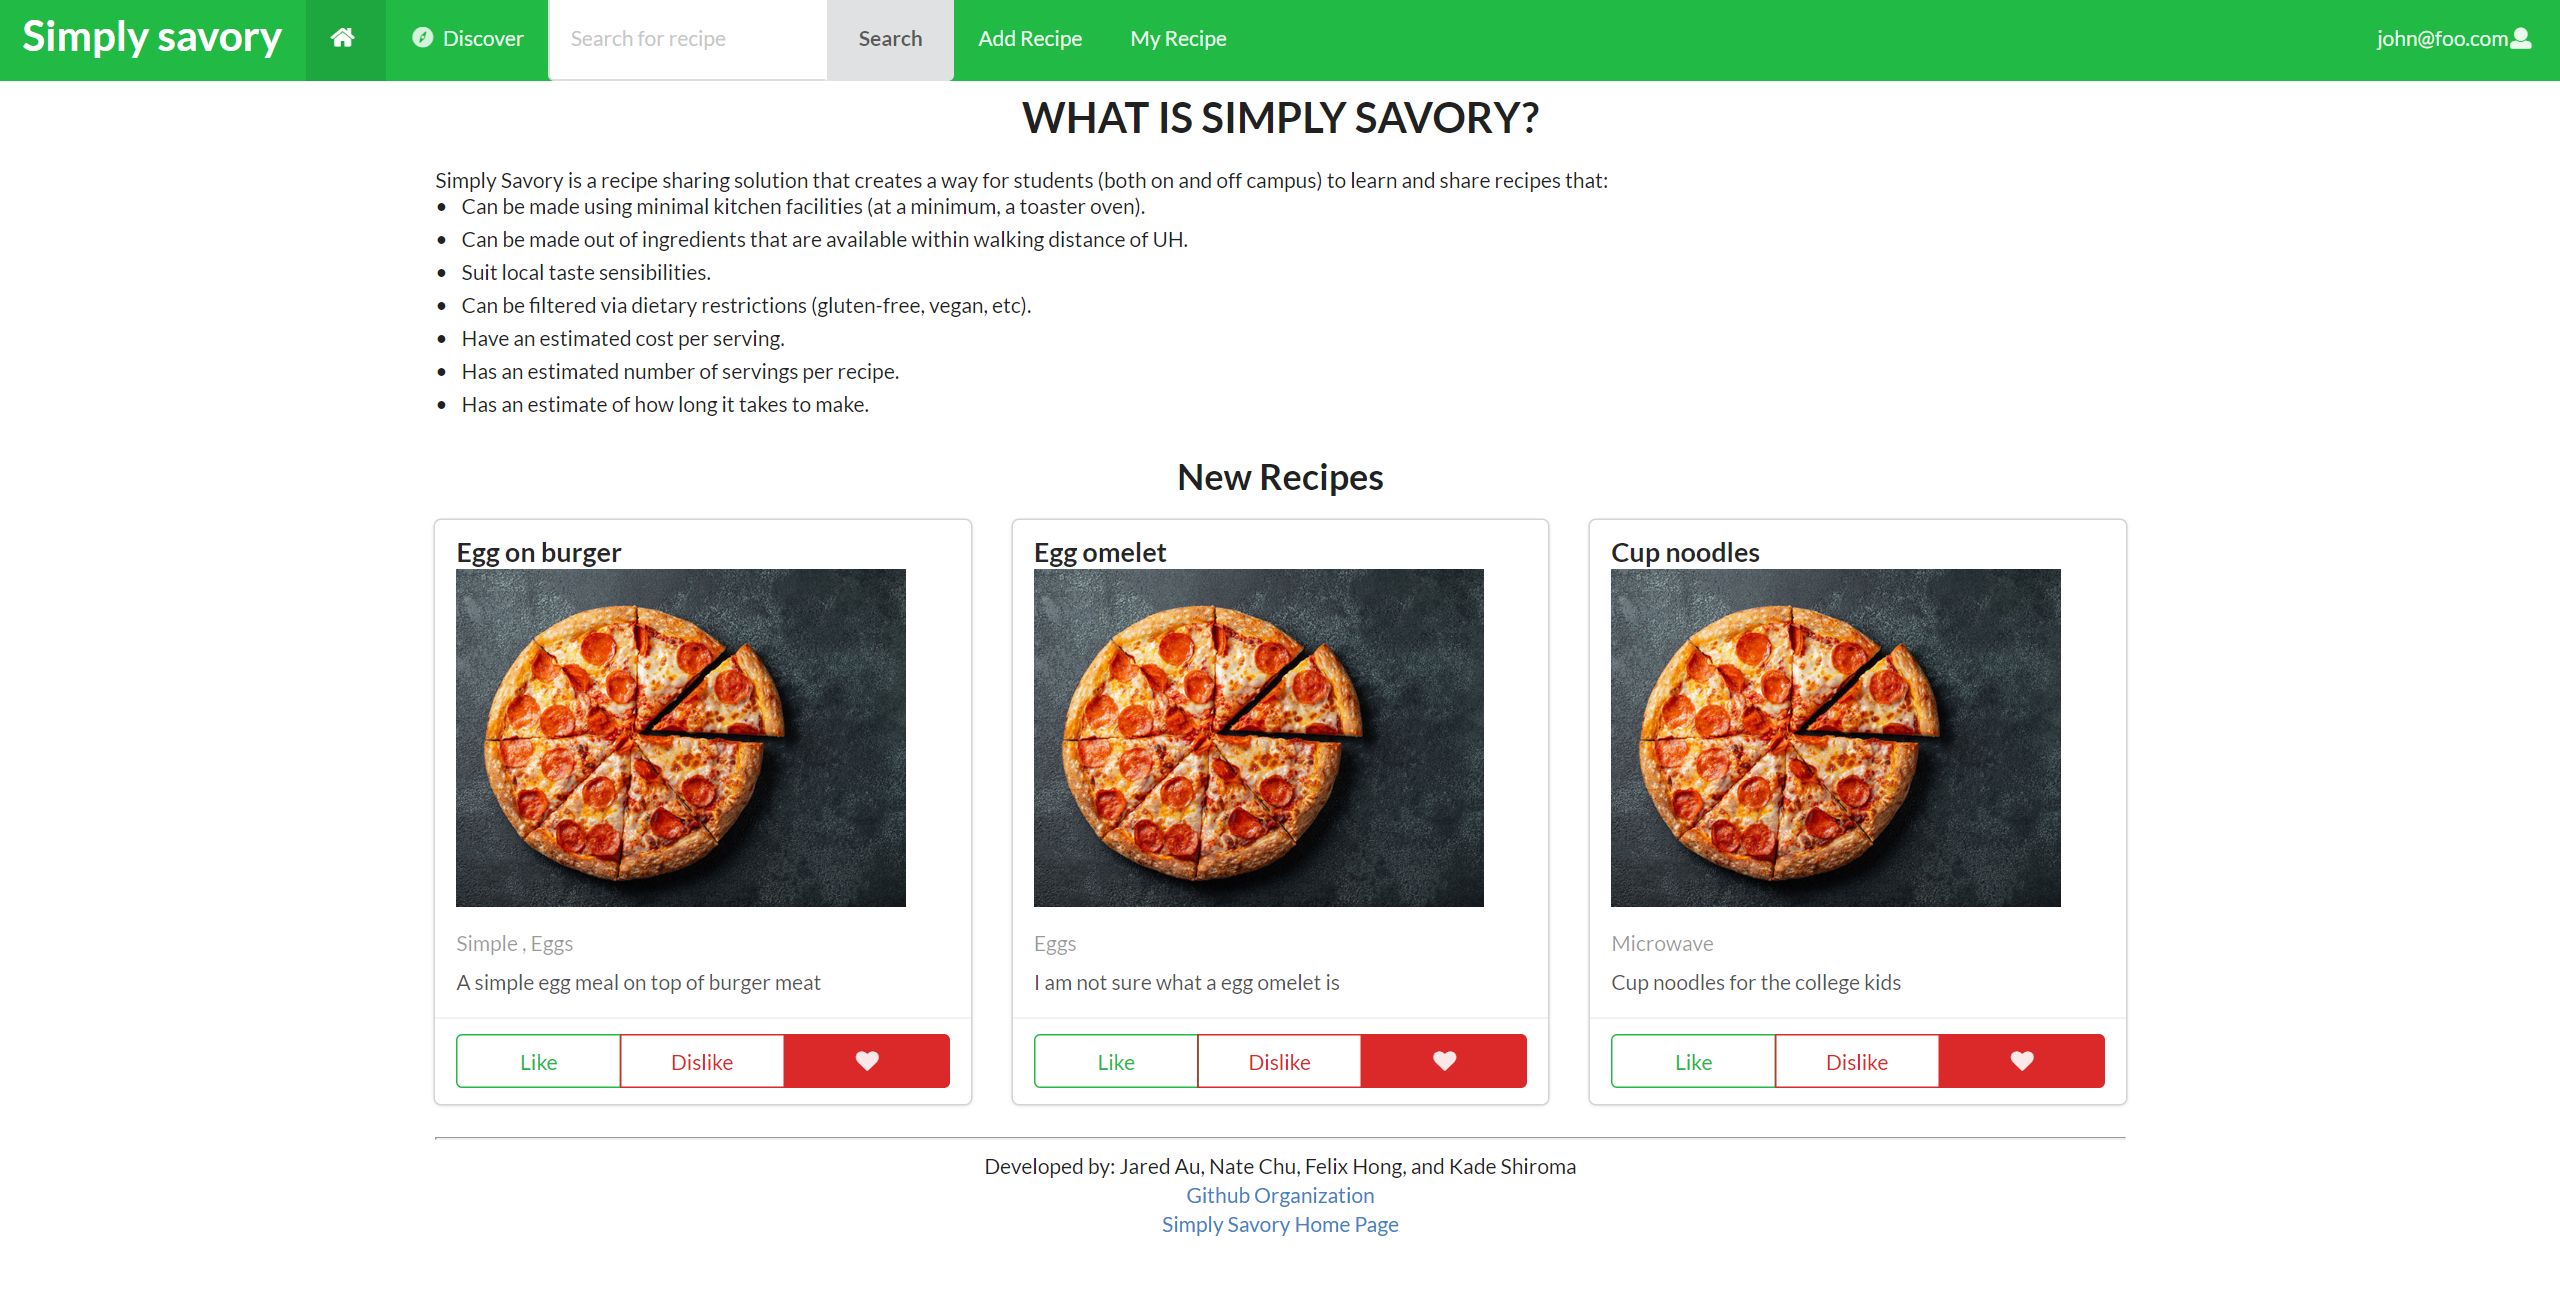 Simply savory Discover Search for recipe Search Add Recipe My Recipe john@foo.com
WHAT IS SIMPLY SAVORY?
Simply Savory is a recipe sharing solution that creates a way for students (both on and off campus) to learn and share recipes that:
• Can be made using minimal kitchen facilities (at a minimum, a toaster oven).
• Can be made out of ingredients that are available within walking distance of UH.
• Suit local taste sensibilities.
• Can be filtered via dietary restrictions (gluten-free, vegan, etc).
• Have an estimated cost per serving.
• Has an estimated number of servings per recipe.
• Has an estimate of how long it takes to make.
New Recipes
Egg on burger
Simple , Eggs
A simple egg meal on top of burger meat
Like Dislike
Egg omelet
Eggs
I am not sure what a egg omelet is
Like Dislike
Cup noodles
Microwave
Cup noodles for the college kids
Like Dislike
Developed by: Jared Au, Nate Chu, Felix Hong, and Kade Shiroma
Github Organization
Simply Savory Home Page